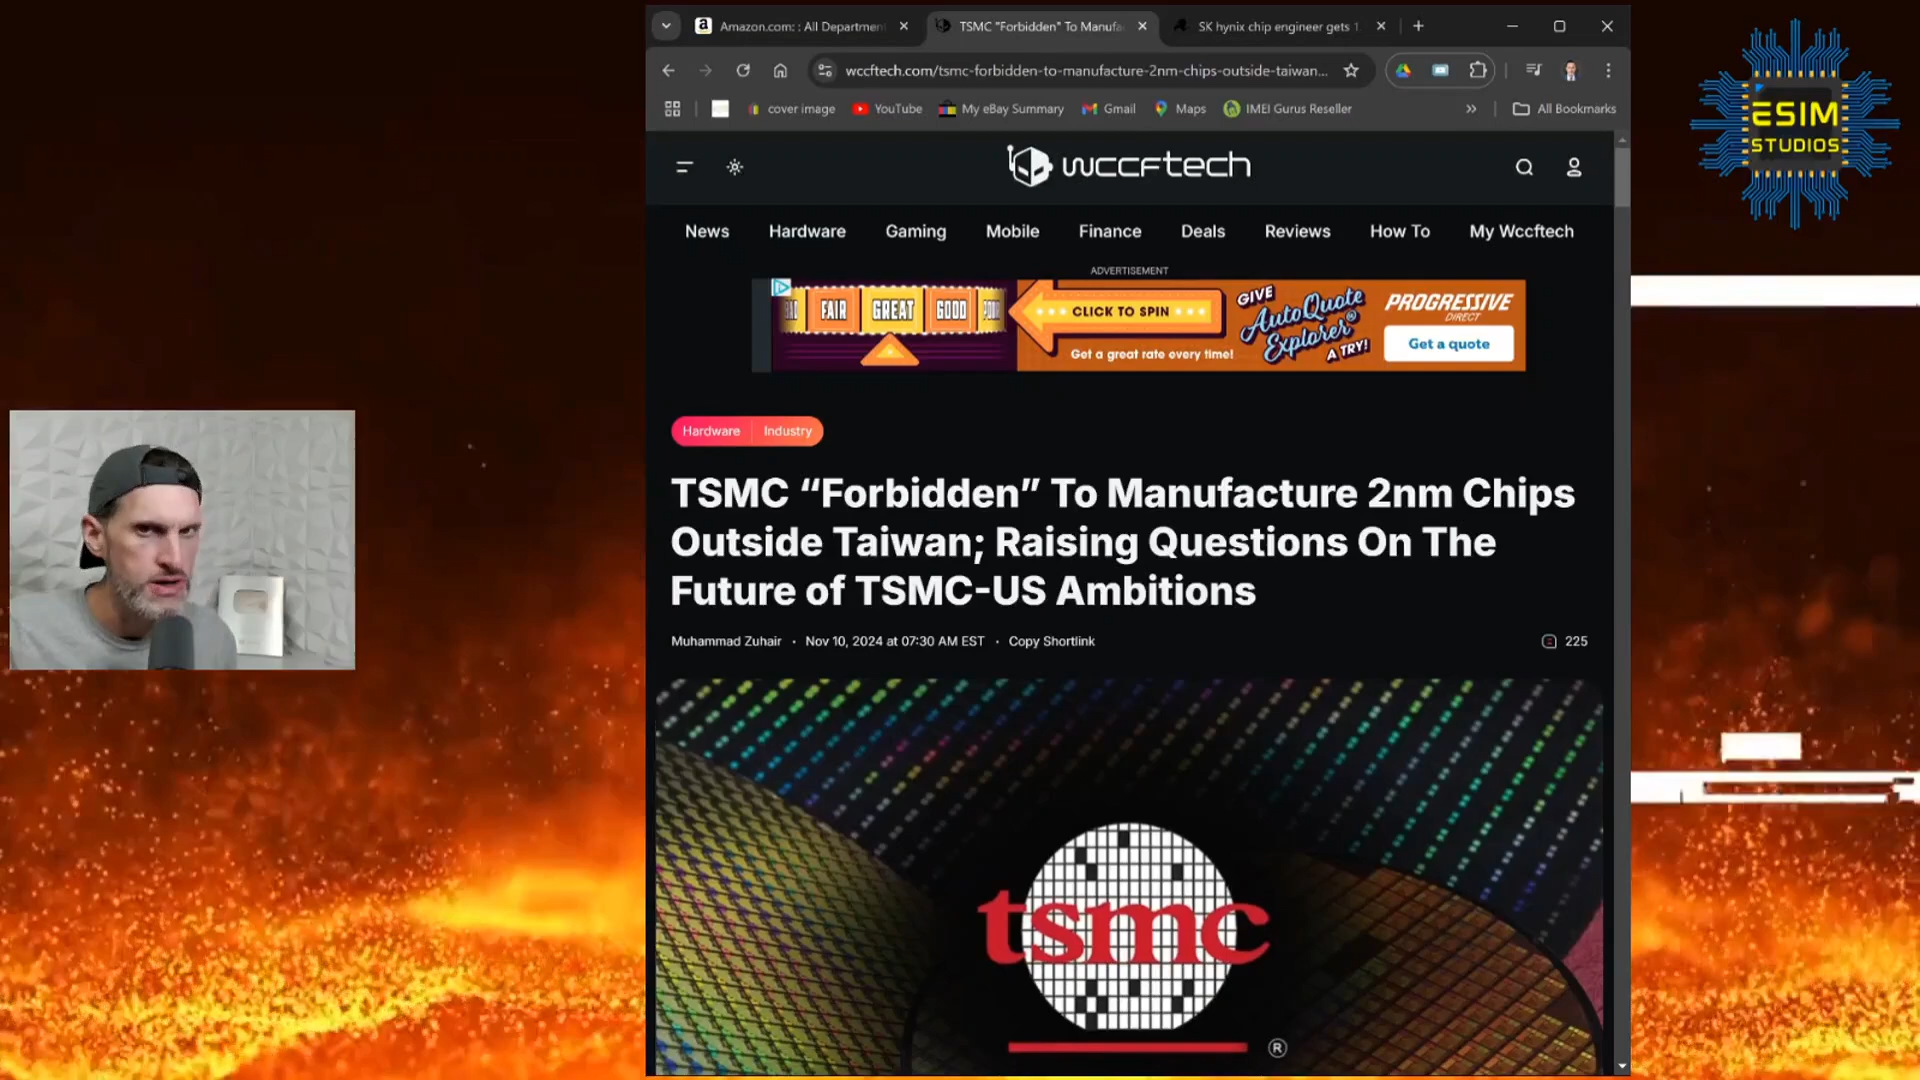 Amazon.com: : All Departmen
TSMC "Forbidden" To Manufa
SK hynix chip engineer gets 1
wccftech.com/tsmc-forbidden-to-manufacture-2nm-chips-outside-taiwan...
cover image
YouTube
My eBay Summary
Gmail
Maps
IMEI Gurus Reseller
»
All Bookmarks
ESIM
STUDIOS
wccftech
News
Hardware
Gaming
Mobile
Finance
Deals
Reviews
How To
My Wccftech
ADVERTISEMENT
FAIR
GREAT
GOOD
CLICK TO SPIN
Get a great rate every time!
GIVE
AutoQuote
Explorer®
A TRY!
PROGRESSIVE
DIRECT
Get a quote
Hardware
Industry
TSMC “Forbidden” To Manufacture 2nm Chips
Outside Taiwan; Raising Questions On The
Future of TSMC-US Ambitions
Muhammad Zuhair • Nov 10, 2024 at 07:30 AM EST • Copy Shortlink
225
tsmc
®